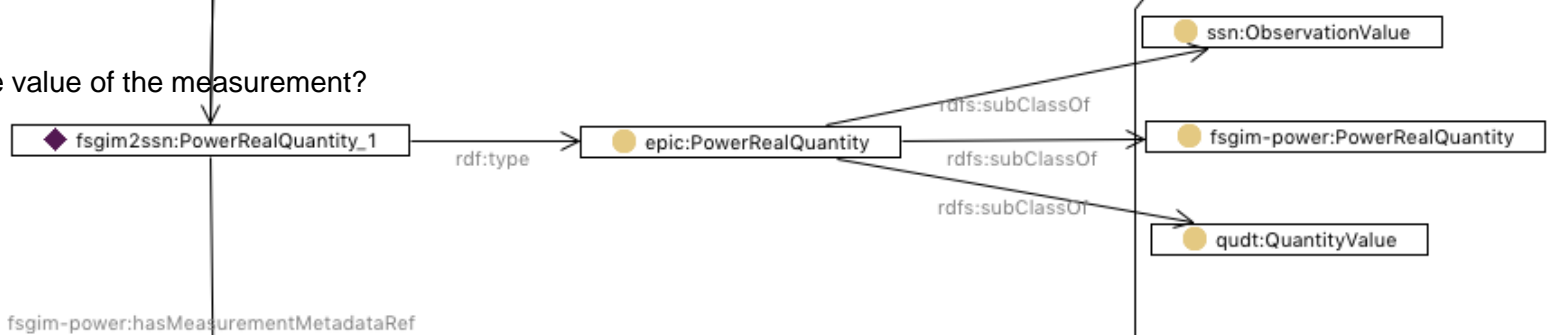 ssn:ObservationValue
e value of the measurement?
rdfs:subClassOf
fsgim2ssn:PowerRealQuantity_1
rdf:type
epic:PowerRealQuantity
rdfs:subClassOf
fsgim-power:PowerRealQuantity
rdfs:subClassOf
qudt:QuantityValue
fsgim-power:hasMeasurementMetadataRef